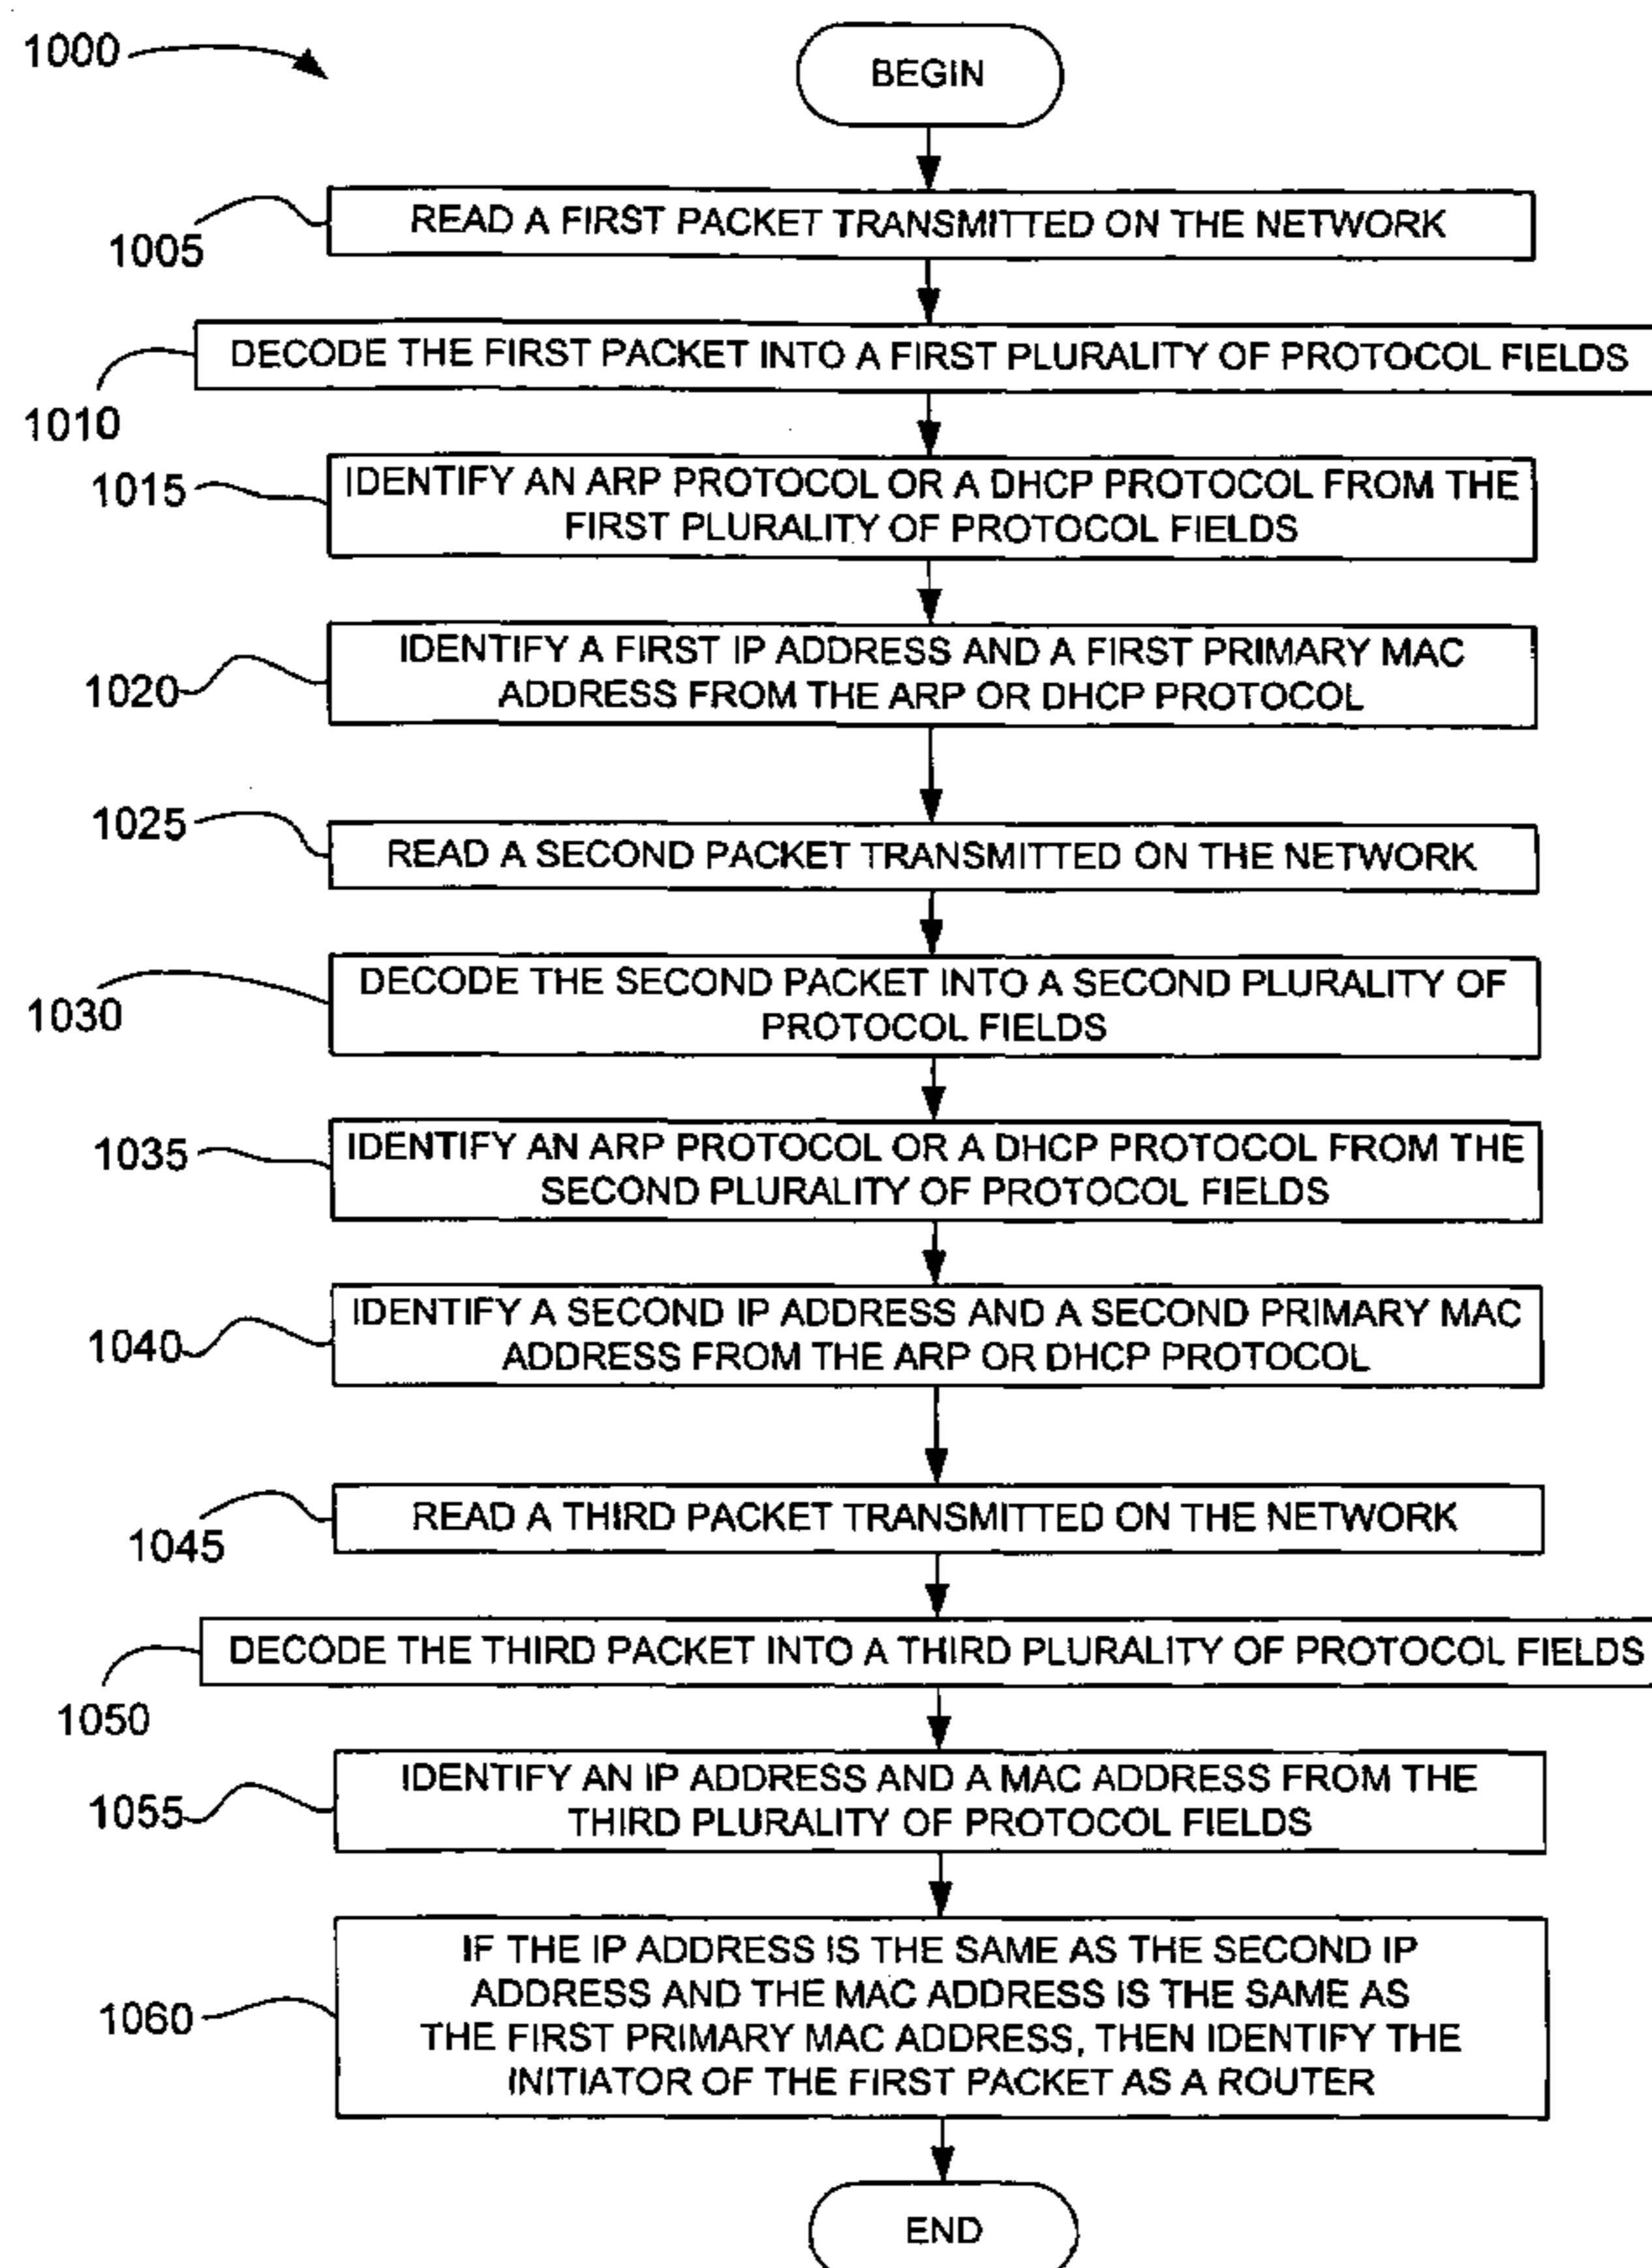 1000
BEGIN
READ A FIRST PACKET TRANSMITTED ON THE NETWORK
1005
DECODE THE FIRST PACKET INTO A FIRST PLURALITY OF PROTOCOL FIELDS
1010
1015
IDENTIFY AN ARP PROTOCOL OR A DHCP PROTOCOL FROM THE
FIRST PLURALITY OF PROTOCOL FIELDS
IDENTIFY A FIRST IP ADDRESS AND A FIRST PRIMARY MAC
ADDRESS FROM THE ARP OR DHCP PROTOCOL
1020
1025
READ A SECOND PACKET TRANSMITTED ON THE NETWORK
DECODE THE SECOND PACKET INTO A SECOND PLURALITY OF
PROTOCOL FIELDS
1030
1035
IDENTIFY AN ARP PROTOCOL OR A DHCP PROTOCOL FROM THE
SECOND PLURALITY OF PROTOCOL FIELDS
IDENTIFY A SECOND IP ADDRESS AND A SECOND PRIMARY MAC
ADDRESS FROM THE ARP OR DHCP PROTOCOL
1040
READ A THIRD PACKET TRANSMITTED ON THE NETWORK
1045
DECODE THE THIRD PACKET INTO A THIRD PLURALITY OF PROTOCOL FIELDS
1050
IDENTIFY AN IP ADDRESS AND A MAC ADDRESS FROM THE
THIRD PLURALITY OF PROTOCOL FIELDS
1055
IF THE IP ADDRESS IS THE SAME AS THE SECOND IP
ADDRESS AND THE MAC ADDRESS IS THE SAME AS
THE FIRST PRIMARY MAC ADDRESS, THEN IDENTIFY THE
INITIATOR OF THE FIRST PACKET AS A ROUTER
1060
END